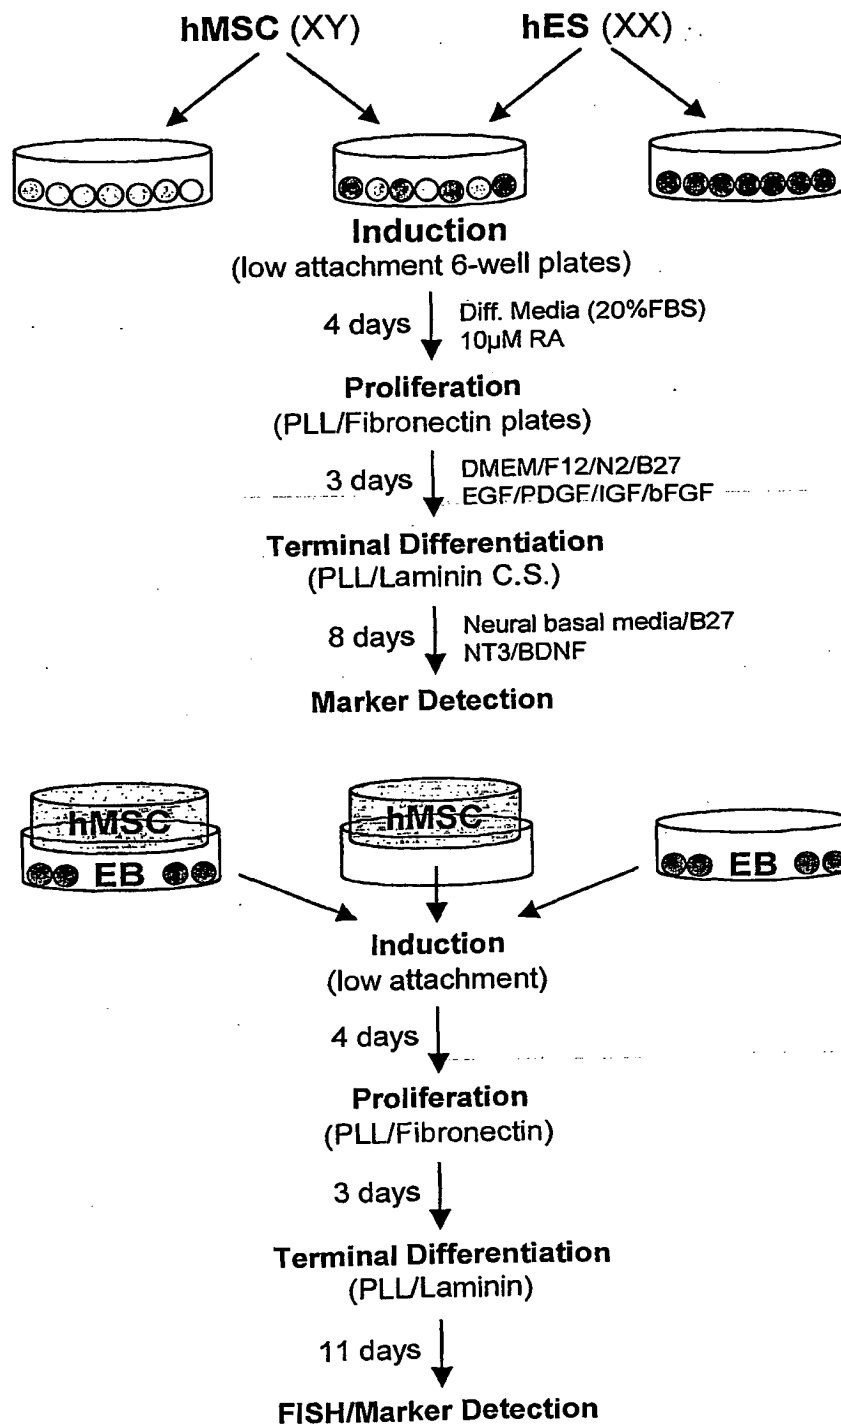 hMSC (XY) hES (XX)
Induction
(low attachment 6-well plates)
4 days Diff. Media (20%FBS)
10µM RA
Proliferation
(PLL/Fibronectin plates)
3 days DMEM/F12/N2/B27
EGF/PDGF/IGF/bFGF
Terminal Differentiation
(PLL/Laminin C.S.)
8 days Neural basal media/B27
NT3/BDNF
Marker Detection
hMSC hMSC
EB EB
Induction
(low attachment)
4 days
Proliferation
(PLL/Fibronectin)
3 days
Terminal Differentiation
(PLL/Laminin)
11 days
FISH/Marker Detection